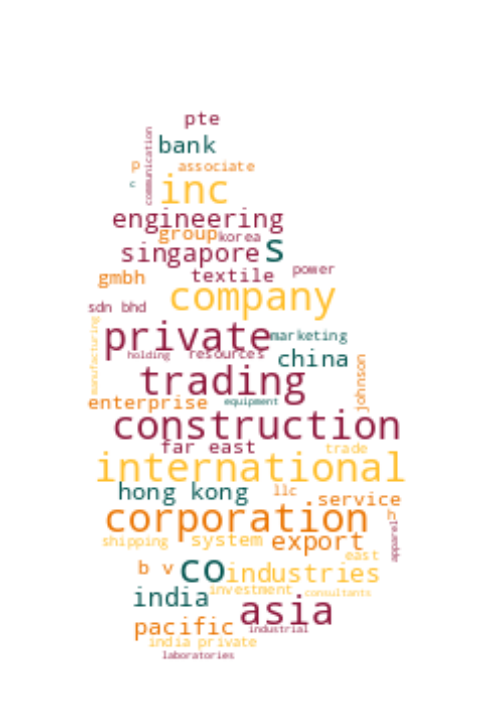 pte
communication
bank
p
associate
c
inc
engineering
group
korea
singapore
s
gmbh
textile
power
company
sdn bhd
manufacturing
private
marketing
holding
resources
china
trading
johnson
enterprise
equipment
construction
far east
trade
international
hong kong
llc
service
corporation
h
apparel
shipping
system
export
east
b v
co
industries
investment
consultants
india
asia
pacific
industrial
india private
laboratories